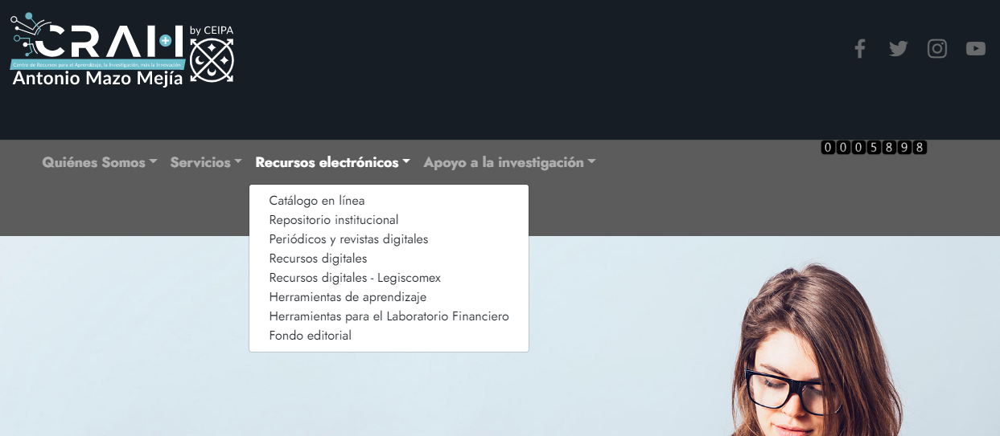 CRAI+I
by CEIPA
Centro de Recursos para el Aprendizaje, la Investigación, más la Innovación
Antonio Mazo Mejía
0005898
Quiénes Somos Servicios Recursos electrónicos Apoyo a la investigación
Catálogo en línea
Repositorio institucional
Periódicos y revistas digitales
Recursos digitales
Recursos digitales - Legiscomex
Herramientas de aprendizaje
Herramientas para el Laboratorio Financiero
Fondo editorial